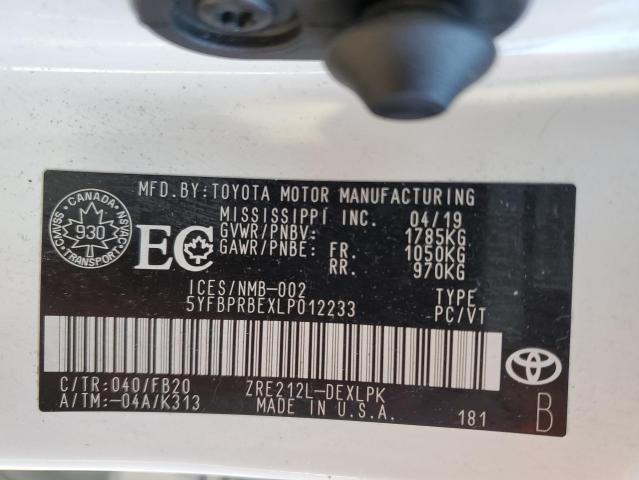 MFD.BY:TOYOTA MOTOR MANUFACTURING
MISSISSIPPI INC. 04/19
GVWR/PNBV: 1785KG
GAWR/PNBE: FR. 1050KG
RR. 970KG
CANADA
CMVSS 930 NSVAC
TRANSPORT
EC
ICES/NMB-002 TYPE
5YFBPRBEXLP012233 PC/VT
C/TR:040/FB20 ZRE212L-DEXLPK
A/TM:-04A/K313 MADE IN U.S.A. 181 B